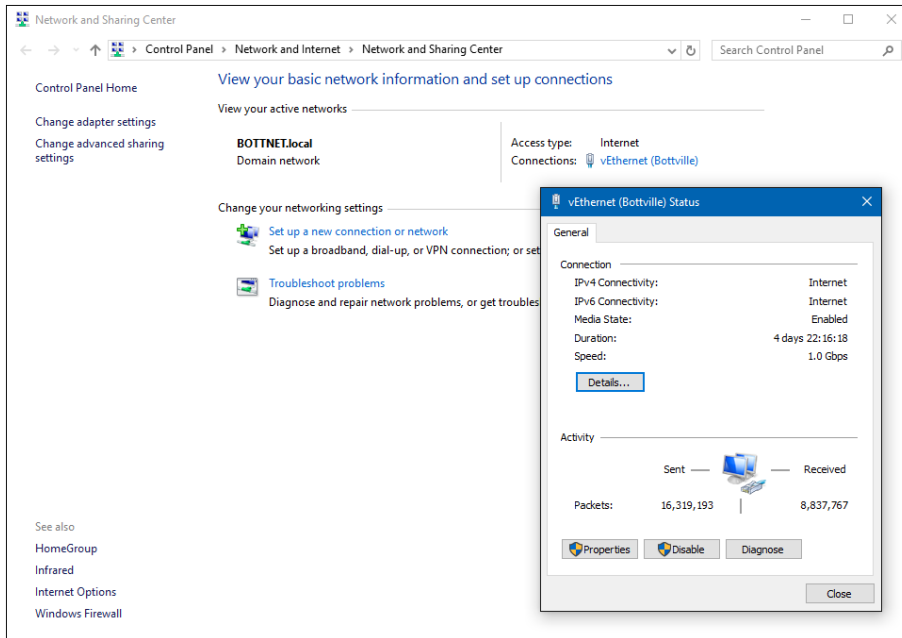 Network and Sharing Center
Control Panel > Network and Internet > Network and Sharing Center
Search Control Panel
Control Panel Home
Change adapter settings
Change advanced sharing
settings
View your basic network information and set up connections
View your active networks
BOTTNET.local
Domain network
Access type: Internet
Connections: vEthernet (Bottville)
Change your networking settings
Set up a new connection or network
Set up a broadband, dial-up, or VPN connection; or set
Troubleshoot problems
Diagnose and repair network problems, or get troubles
See also
HomeGroup
Infrared
Internet Options
Windows Firewall
vEthernet (Bottville) Status
General
Connection
IPv4 Connectivity: Internet
IPv6 Connectivity: Internet
Media State: Enabled
Duration: 4 days 22:16:18
Speed: 1.0 Gbps
Details...
Activity
Sent Received
Packets: 16,319,193 8,837,767
Properties Disable Diagnose
Close